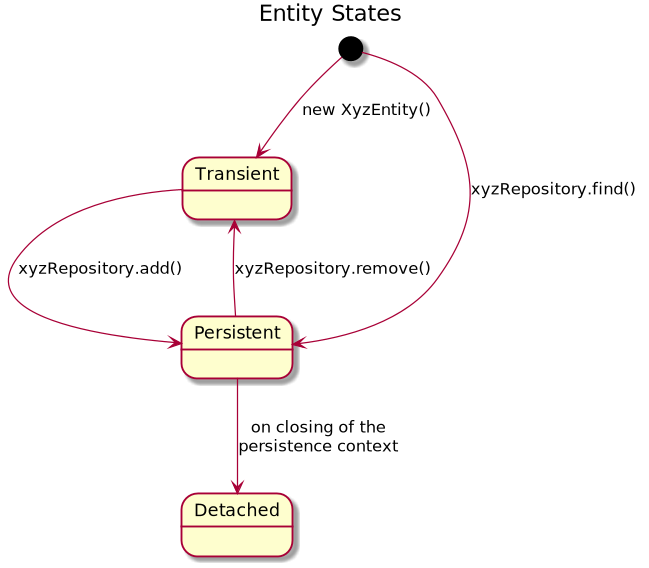 Entity States
new XyzEntity()
Transient
xyzRepository.find()
xyzRepository.add()
xyzRepository.remove()
Persistent
on closing of the
persistence context
Detached